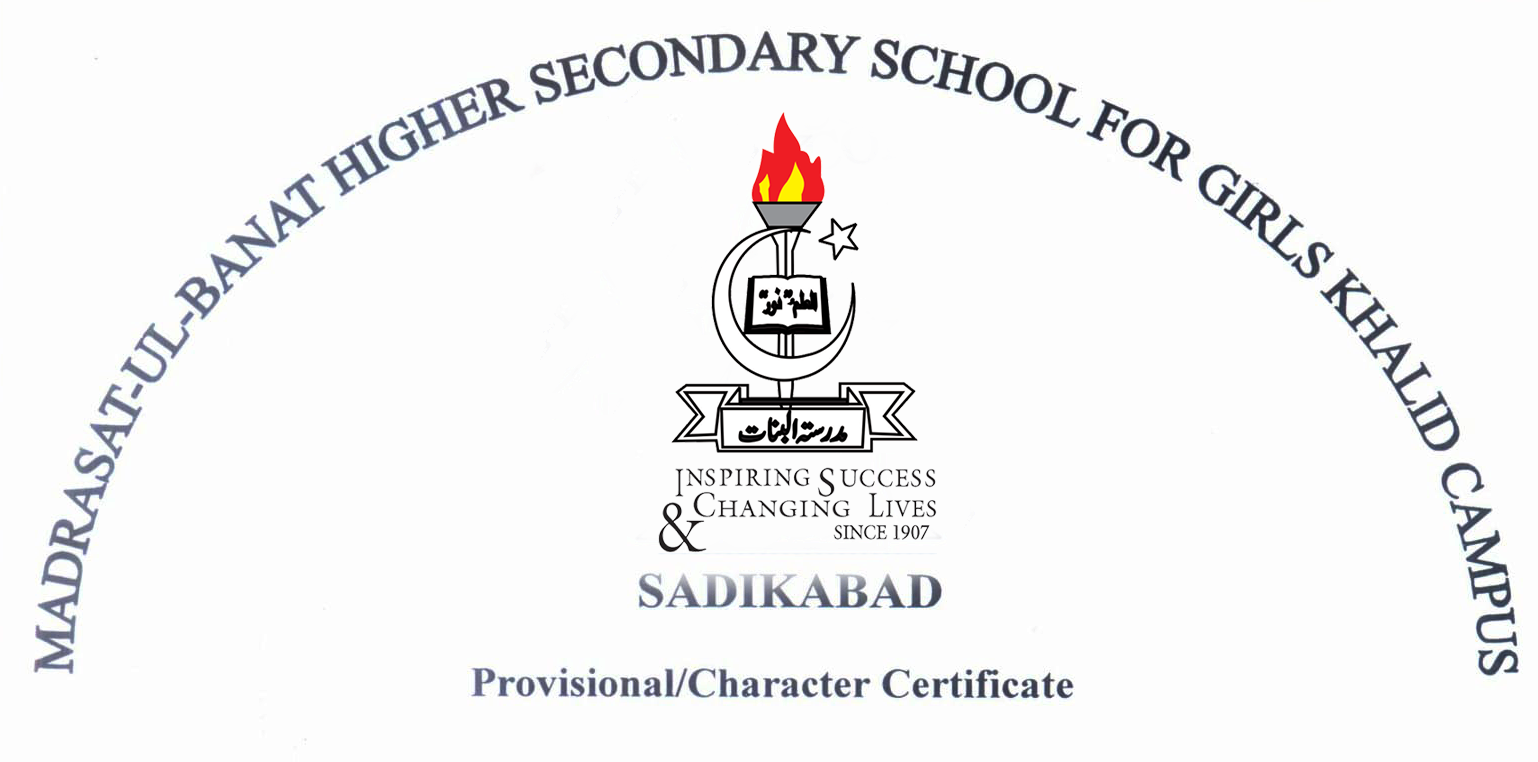 MADRASAT-UL-BANAT HIGHER SECONDARY SCHOOL FOR GIRLS KHALID CAMPUS
العلمُ نورٌ
مدرستہ البنات
INSPIRING SUCCESS
& CHANGING LIVES
SINCE 1907
SADIKABAD
Provisional/Character Certificate